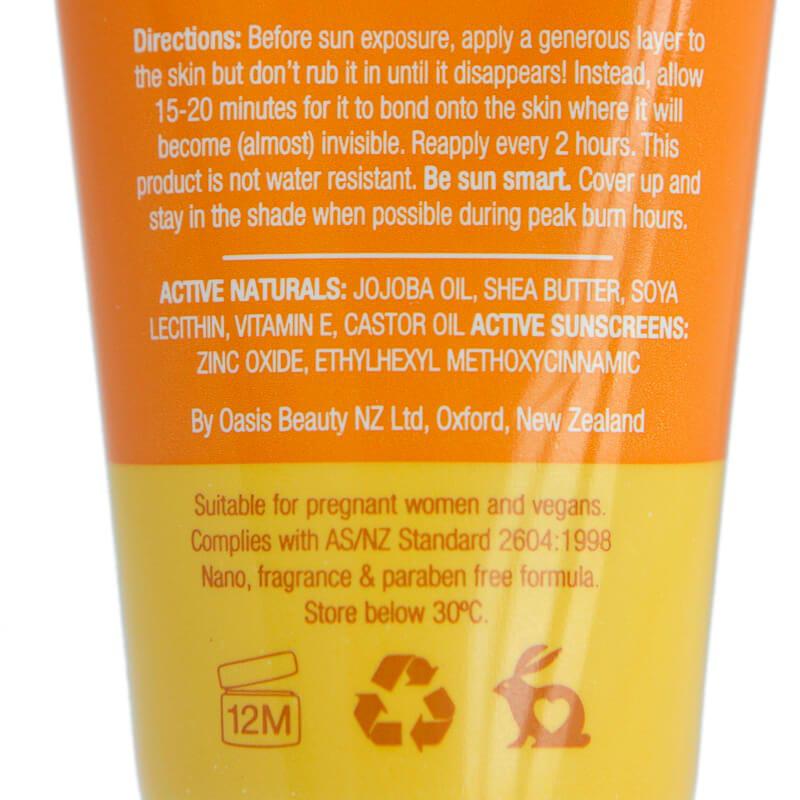 Directions: Before sun exposure, apply a generous layer to
the skin but don't rub it in until it disappears! Instead, allow
15-20 minutes for it to bond onto the skin where it will
become (almost) invisible. Reapply every 2 hours. This
product is not water resistant. Be sun smart. Cover up and
stay in the shade when possible during peak burn hours.
ACTIVE NATURALS: JOJOBA OIL, SHEA BUTTER, SOYA
LECITHIN, VITAMIN E, CASTOR OIL ACTIVE SUNSCREENS:
ZINC OXIDE, ETHYLHEXYL METHOXYCINNAMIC
By Oasis Beauty NZ Ltd, Oxford, New Zealand
Suitable for pregnant women and vegans.
Complies with AS/NZ Standard 2604:1998
Nano, fragrance & paraben free formula.
Store below 30ºC.
12M